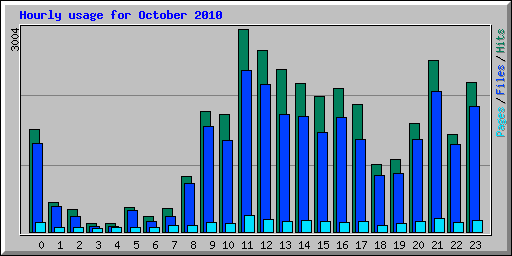 Hourly usage for October 2010
3004
Pages / Files / Hits
0 1 2 3 4 5 6 7 8 9 10 11 12 13 14 15 16 17 18 19 20 21 22 23